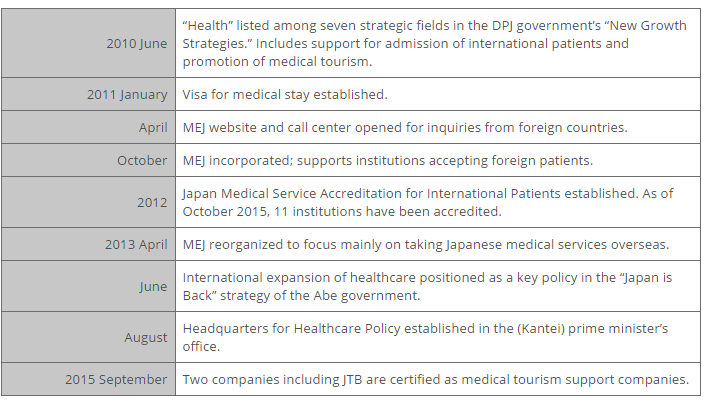 2010 June
“Health” listed among seven strategic fields in the DPJ government’s “New Growth
Strategies.” Includes support for admission of international patients and
promotion of medical tourism.
2011 January
Visa for medical stay established.
April
MEJ website and call center opened for inquiries from foreign countries.
October
MEJ incorporated; supports institutions accepting foreign patients.
2012
Japan Medical Service Accreditation for International Patients established. As of
October 2015, 11 institutions have been accredited.
2013 April
MEJ reorganized to focus mainly on taking Japanese medical services overseas.
June
International expansion of healthcare positioned as a key policy in the “Japan is
Back” strategy of the Abe government.
August
Headquarters for Healthcare Policy established in the (Kantei) prime minister’s
office.
2015 September
Two companies including JTB are certified as medical tourism support companies.